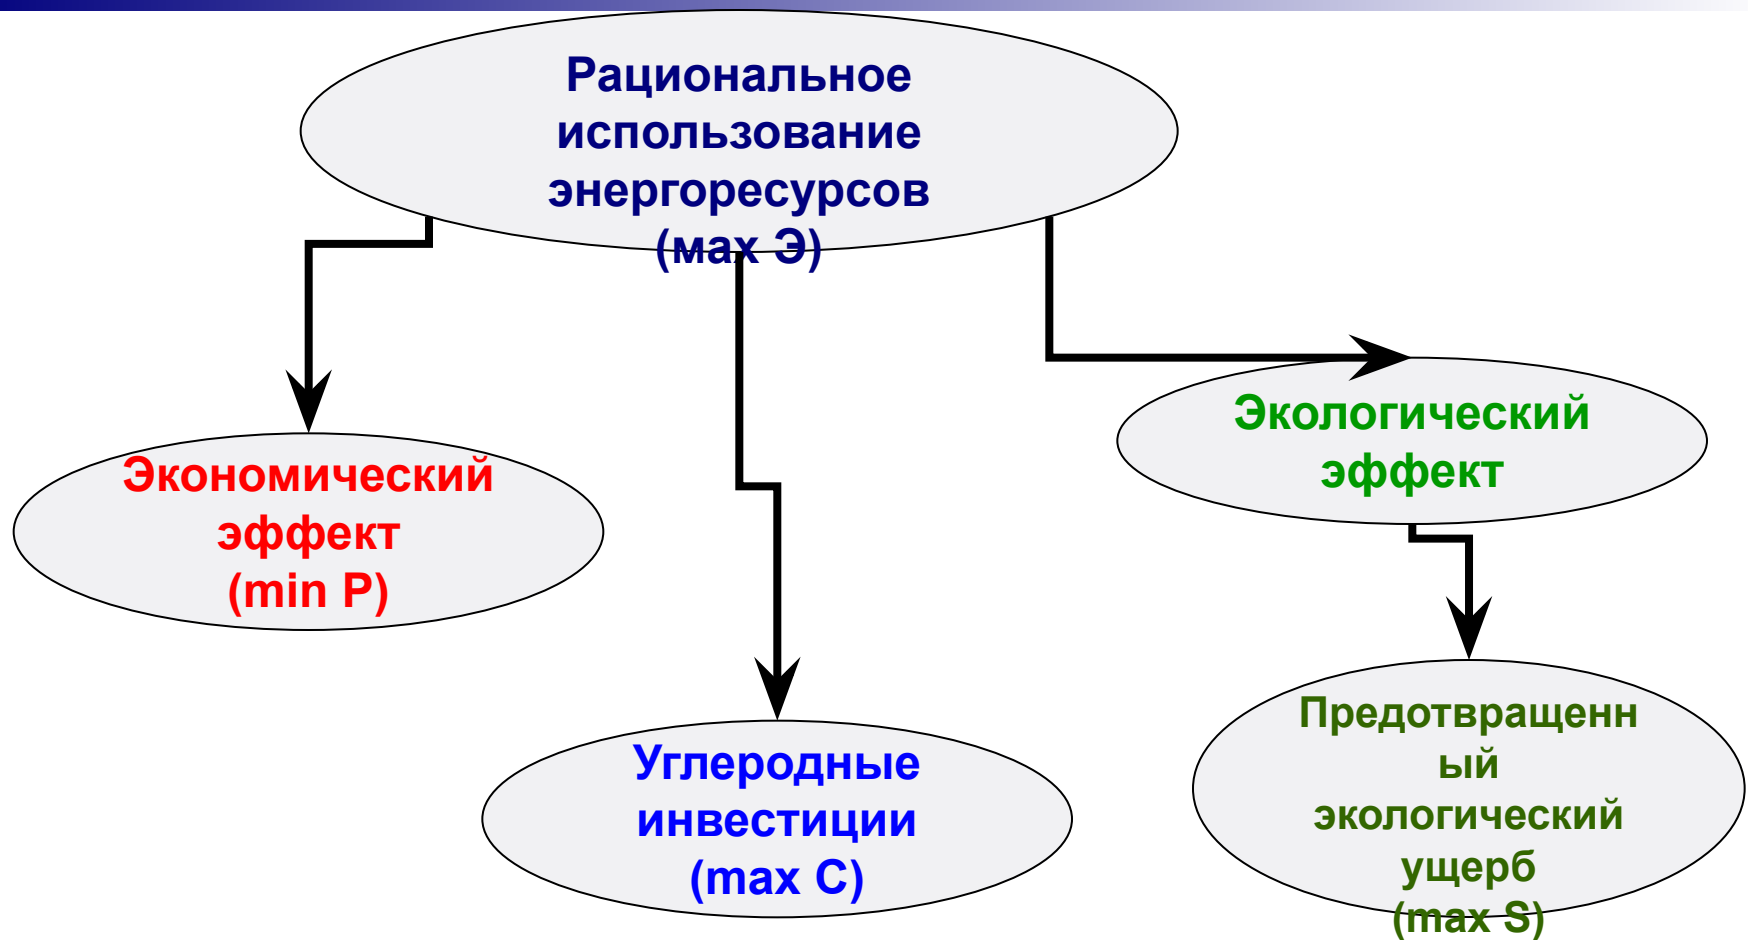 Рациональное
использование
энергоресурсов
(мах Э)
Экологический
эффект
Экономический
эффект
(min P)
Предотвращенн
ый
экологический
ущерб
(max S)
Углеродные
инвестиции
(max C)